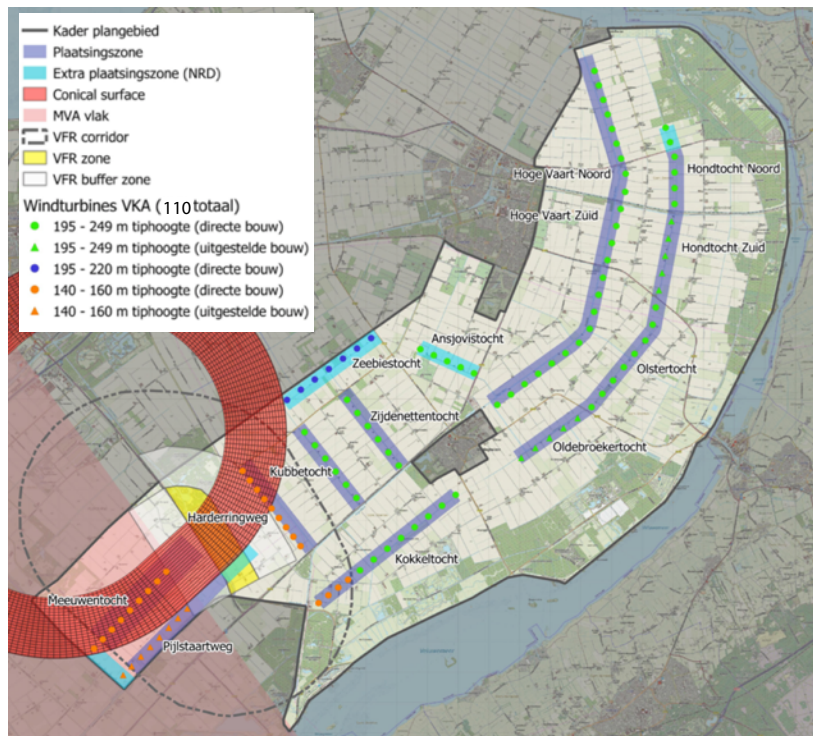 Kader plangebied
Plaatsingszone
Extra plaatsingszone (NRD)
Conical surface
MVA vlak
VFR corridor
VFR zone
VFR buffer zone
Windturbines VKA (110 totaal)
195 - 249 m tiphoogte (directe bouw)
195 - 249 m tiphoogte (uitgestelde bouw)
195 - 220 m tiphoogte (directe bouw)
140 - 160 m tiphoogte (directe bouw)
140 - 160 m tiphoogte (uitgestelde bouw)
Hoge Vaart Noord
Hondtocht Noord
Hoge Vaart Zuid
Hondtocht Zuid
Ansjovistocht
Zeebiestocht
Olstertocht
Zijdenettentocht
Oldebroekertocht
Kubbetocht
Harderringweg
Kokkeltocht
Meeuwentocht
Pijlstaartweg